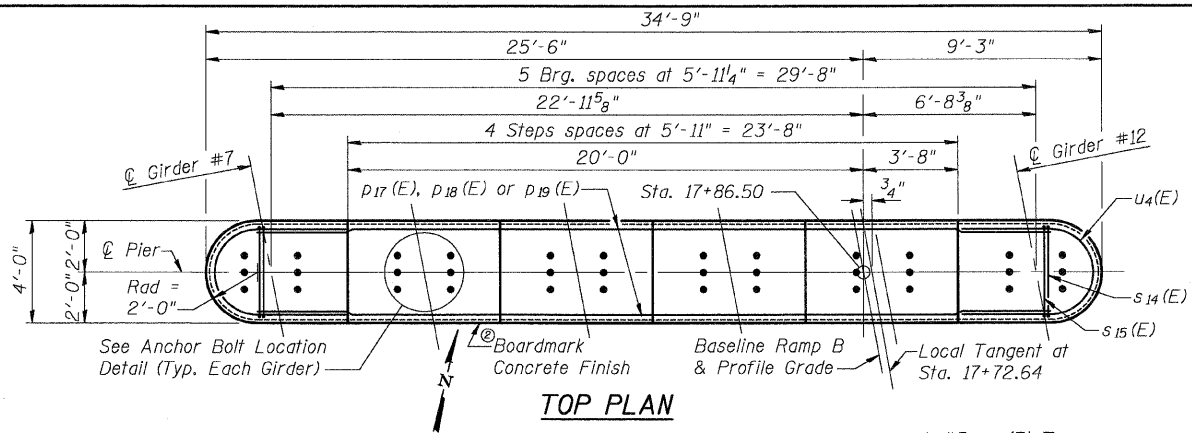 34'-9"
25'-6"
9'-3"
5 Brg. spaces at 5'-11¼" = 29'-8"
22'-11⅝"
6'-8⅜"
4 Steps spaces at 5'-11" = 23'-8"
20'-0"
3'-8"
℄ Girder #7
℄ Girder #12
p17(E), p18(E) or p19(E)
Sta. 17+86.50
¾"
u4(E)
4'-0"
2'-0"
2'-0"
℄ Pier
Rad =
2'-0"
s14(E)
s15(E)
See Anchor Bolt Location
Detail (Typ. Each Girder)
N
② Boardmark
Concrete Finish
Baseline Ramp B
& Profile Grade
Local Tangent at
Sta. 17+72.64
TOP PLAN